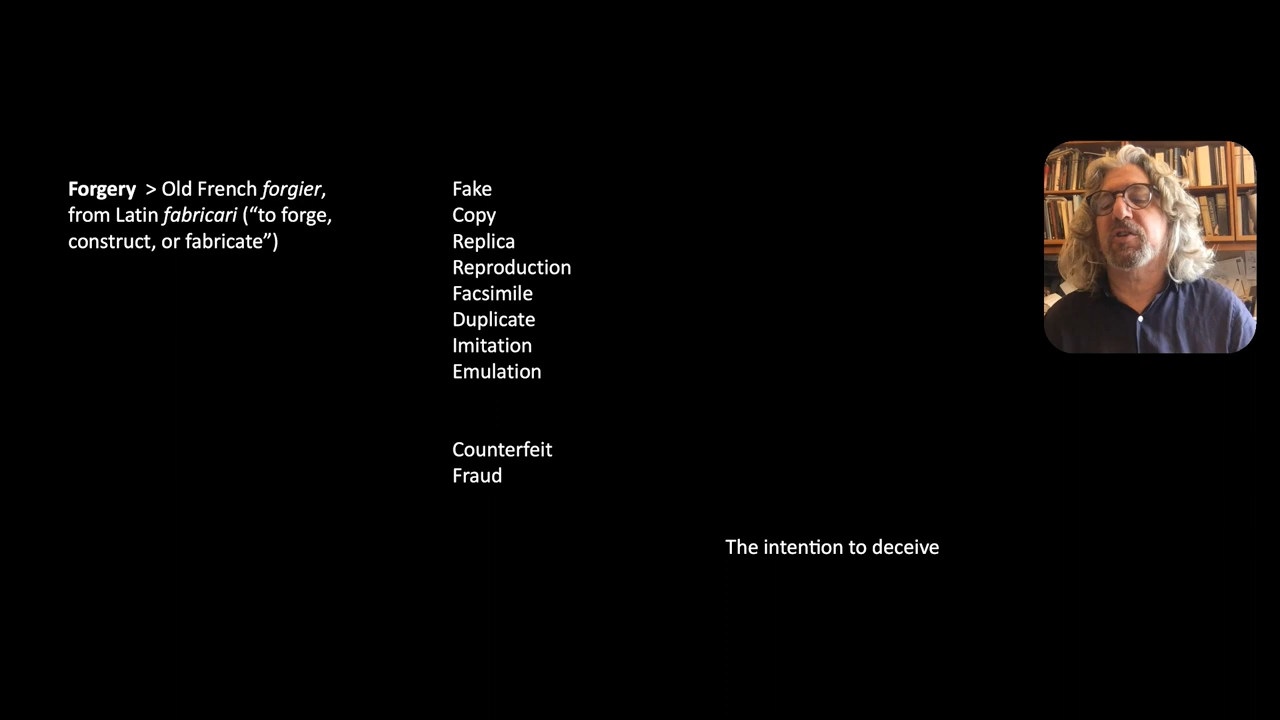 Forgery > Old French forgier,
from Latin fabricari (“to forge,
construct, or fabricate”)
Fake
Copy
Replica
Reproduction
Facsimile
Duplicate
Imitation
Emulation
Counterfeit
Fraud
The intention to deceive